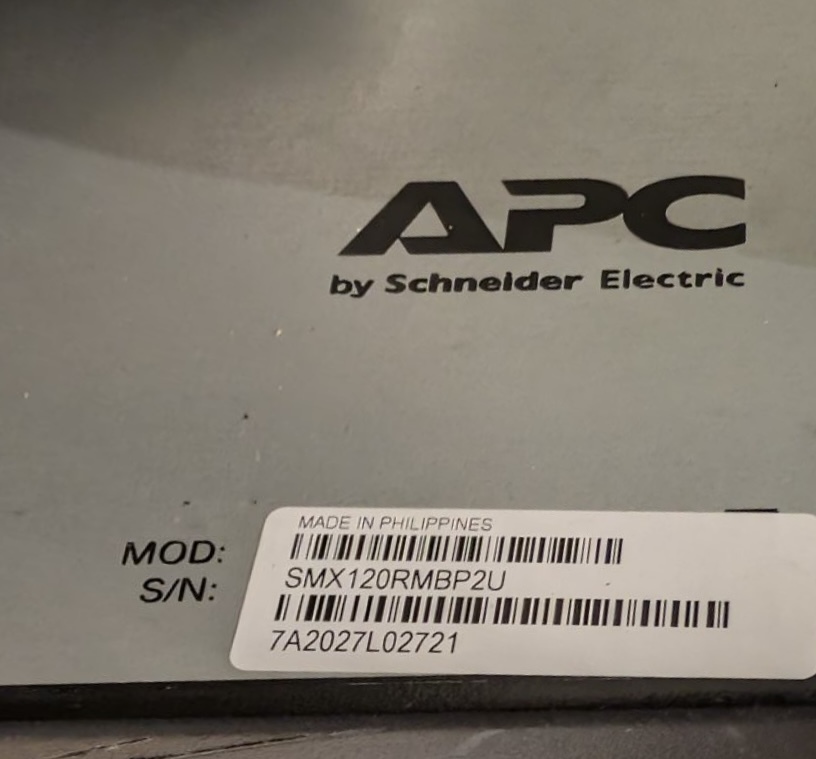 APC
by Schneider Electric
MADE IN PHILIPPINES
MOD:
SMX120RMBP2U
S/N:
7A2027L02721